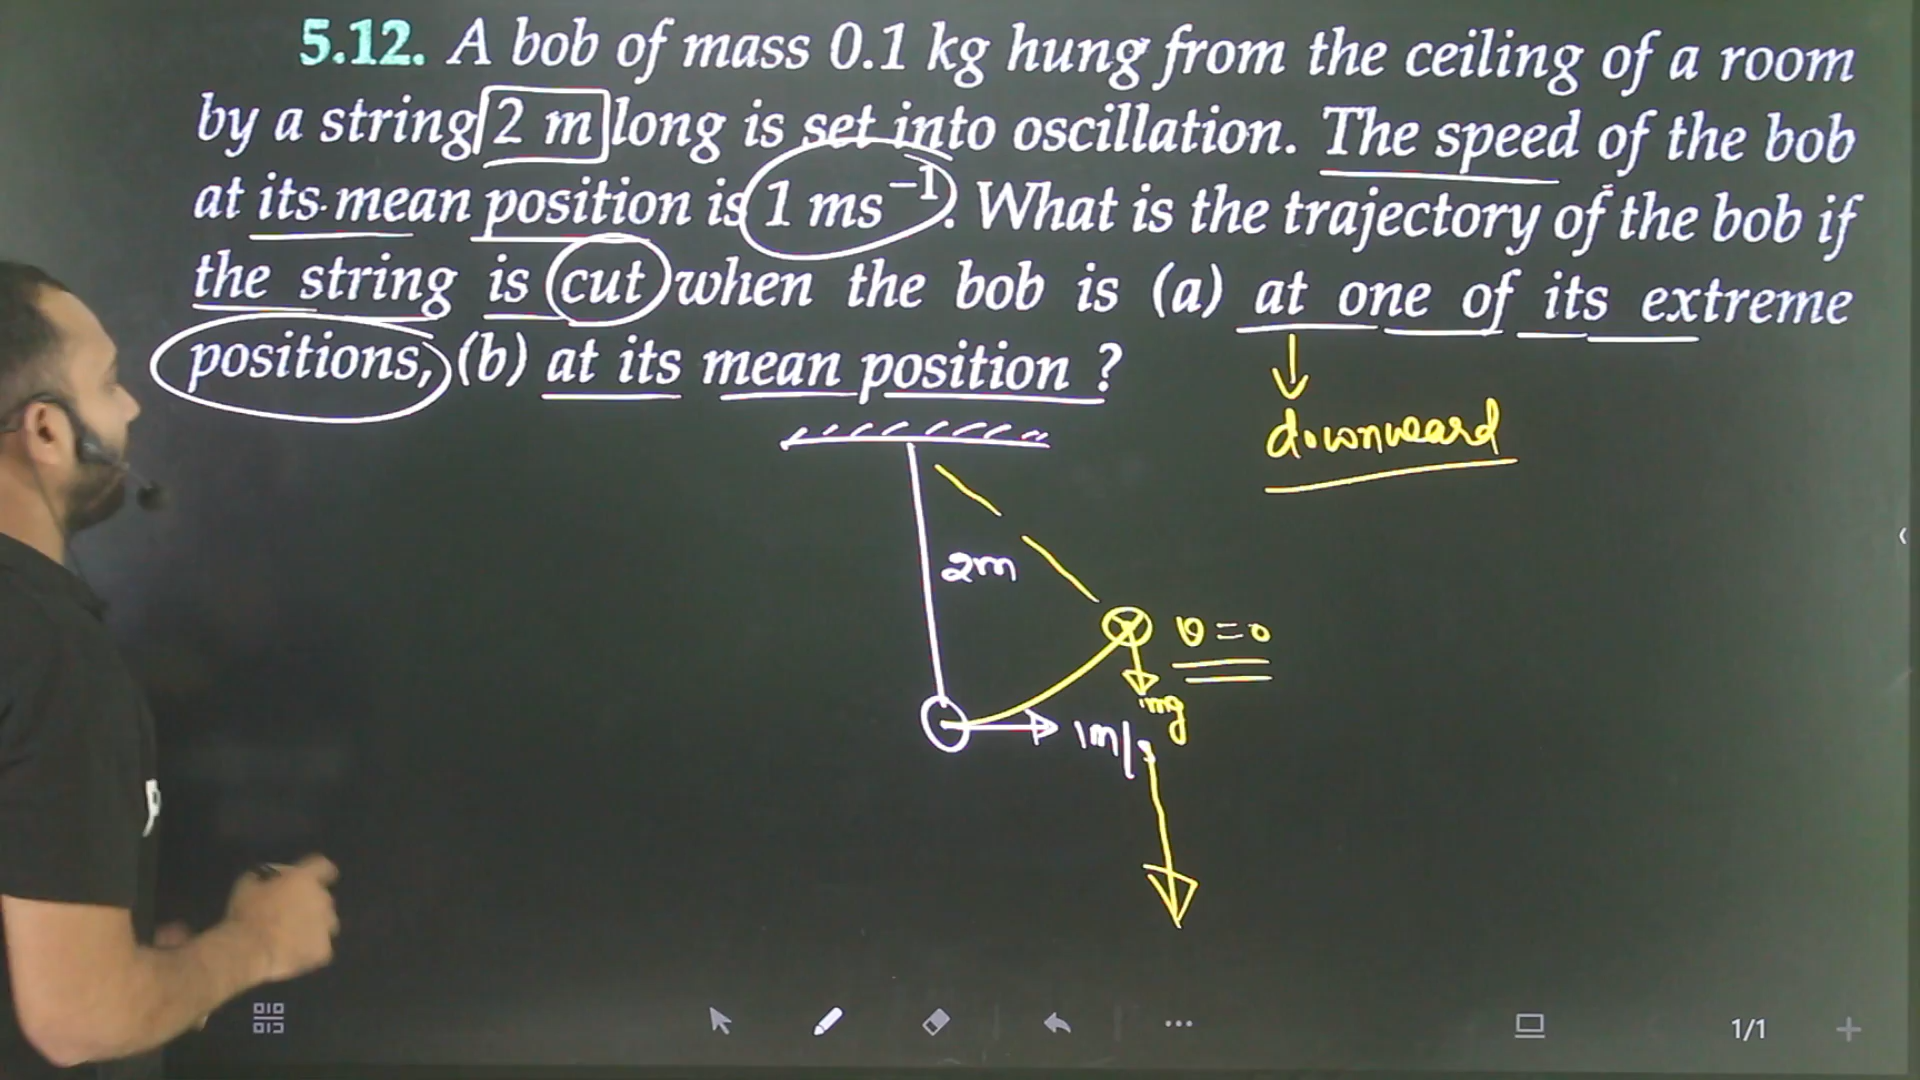 5.12. A bob of mass 0.1 kg hung from the ceiling of a room
by a string 2 m long is set into oscillation. The speed of the bob
at its mean position is 1 ms⁻¹. What is the trajectory of the bob if
the string is cut when the bob is (a) at one of its extreme
positions, (b) at its mean position ?
downward
2m
v=0
mg
1m/s
1/1